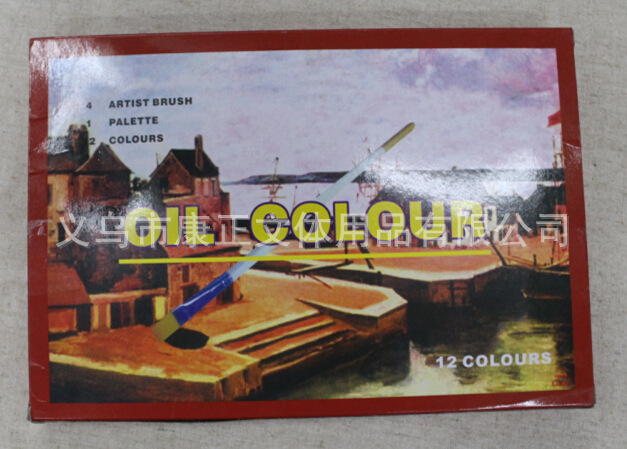 4 ARTIST BRUSH
1 PALETTE
2 COLOURS
OIL COLOUR
义乌市康正文体用品有限公司
12 COLOURS